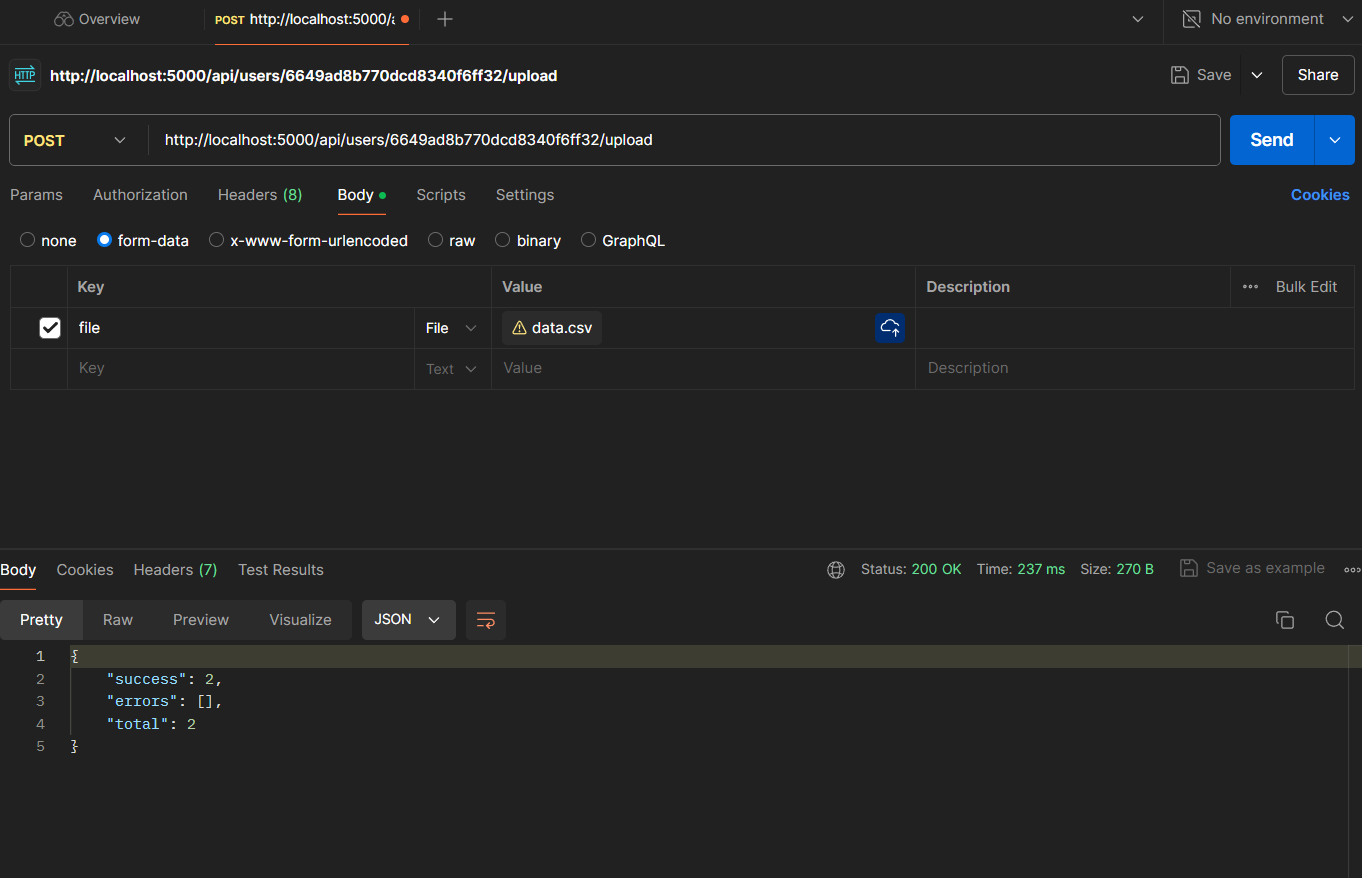 Overview POST http://localhost:5000/a No environment
HTTP http://localhost:5000/api/users/6649ad8b770dcd8340f6ff32/upload Save Share
POST http://localhost:5000/api/users/6649ad8b770dcd8340f6ff32/upload Send
Params Authorization Headers (8) Body Scripts Settings Cookies
none form-data x-www-form-urlencoded raw binary GraphQL
Key Value Description Bulk Edit
file File data.csv
Key Text Value Description
Body Cookies Headers (7) Test Results Status: 200 OK Time: 237 ms Size: 270 B Save as example
Pretty Raw Preview Visualize JSON
1 {
2 "success": 2,
3 "errors": [],
4 "total": 2
5 }